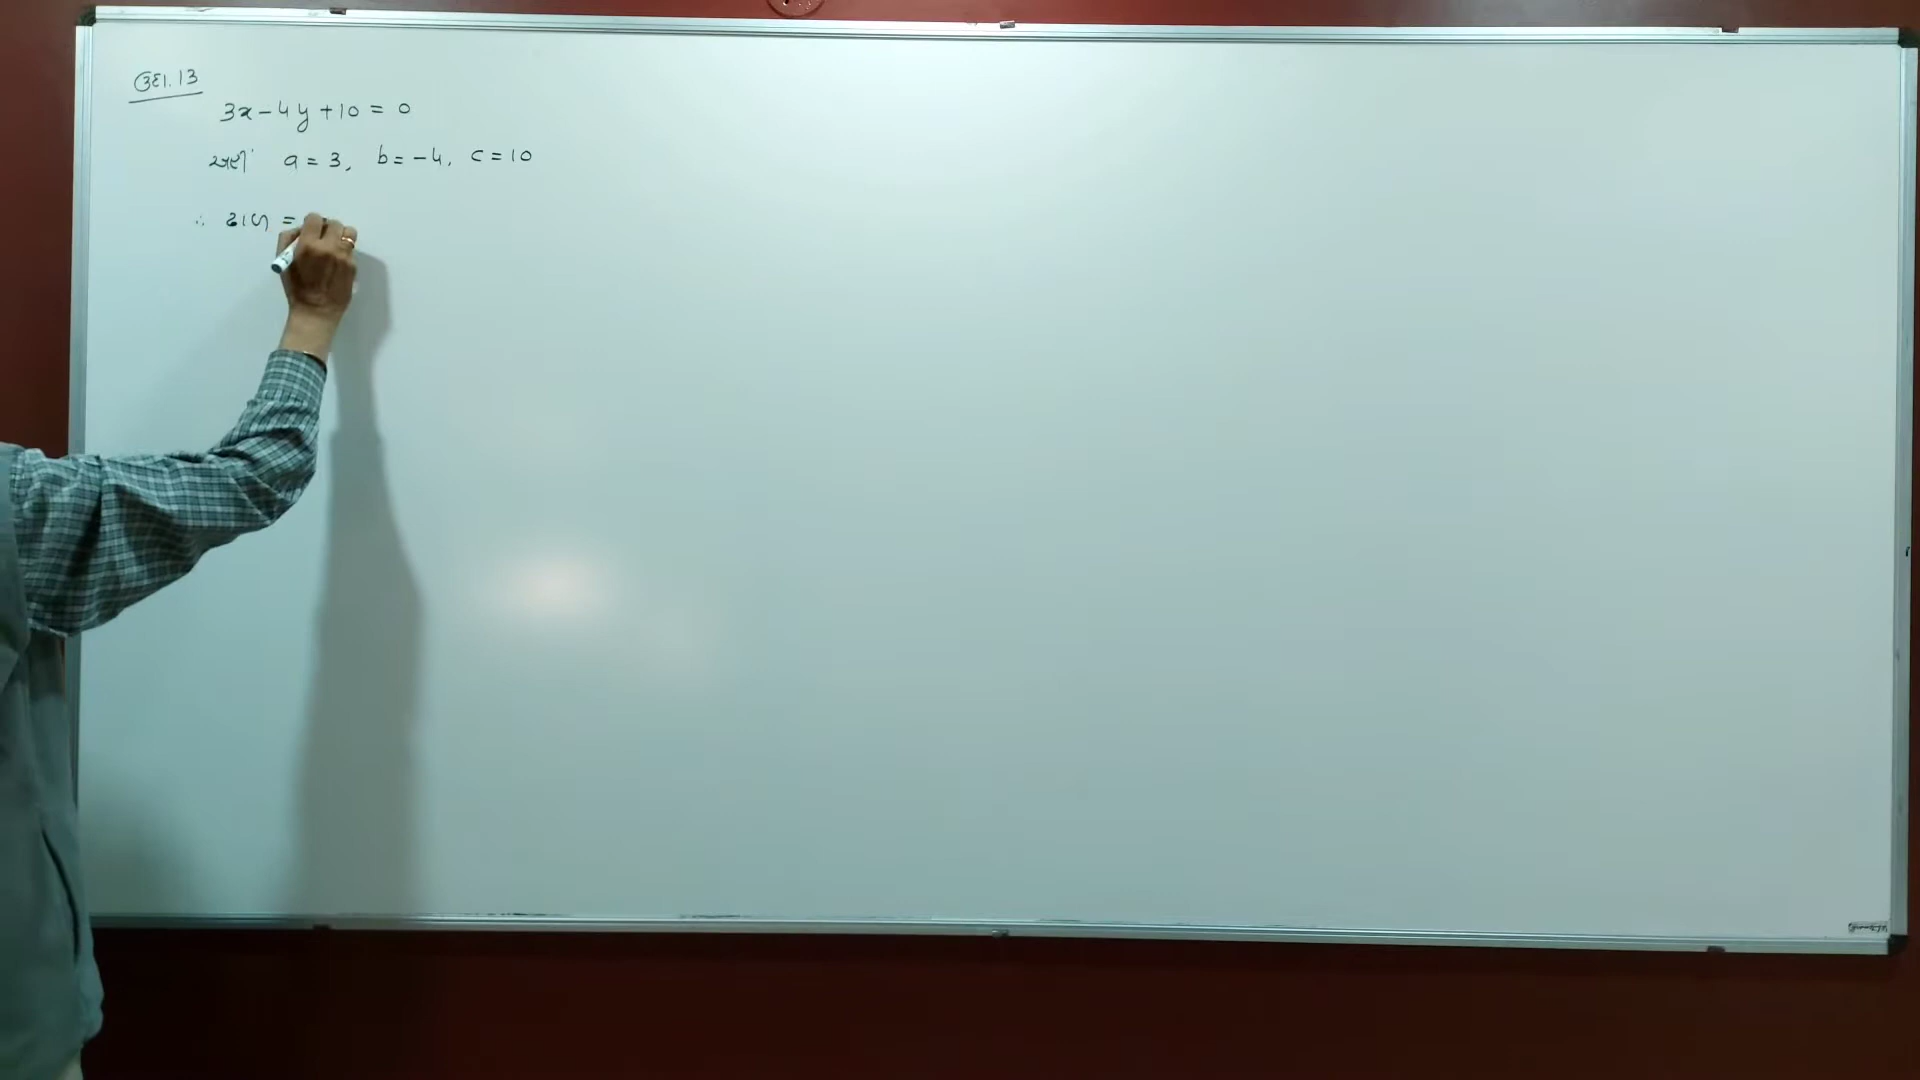 ઉદા. 13
3x - 4y + 10 = 0
અહીં a = 3, b = -4, c = 10
∴ ઢાળ =